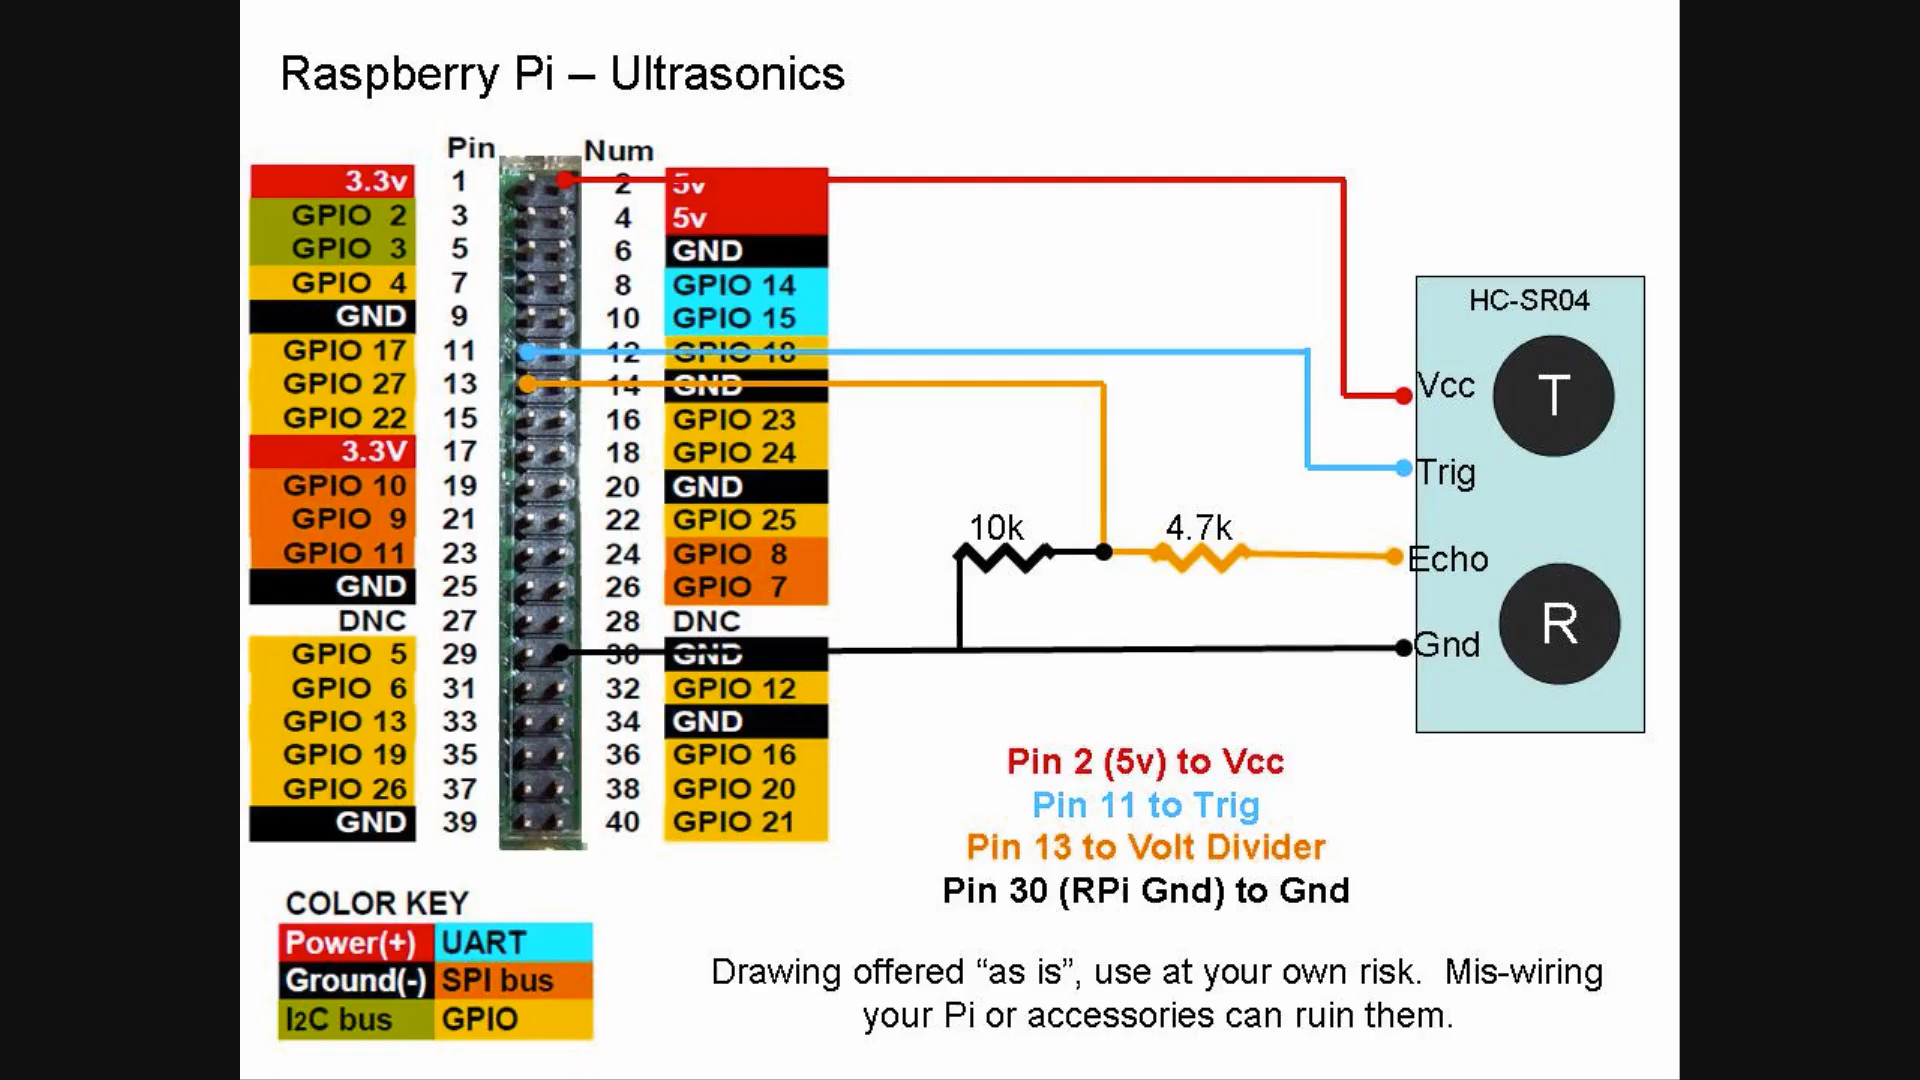 Raspberry Pi – Ultrasonics
Pin Num
3.3v 1 2 5v
GPIO 2 3 4 5v
GPIO 3 5 6 GND
GPIO 4 7 8 GPIO 14
GND 9 10 GPIO 15
GPIO 17 11 12 GPIO 18
GPIO 27 13 14 GND
GPIO 22 15 16 GPIO 23
3.3V 17 18 GPIO 24
GPIO 10 19 20 GND
GPIO 9 21 22 GPIO 25
GPIO 11 23 24 GPIO 8
GND 25 26 GPIO 7
DNC 27 28 DNC
GPIO 5 29 30 GND
GPIO 6 31 32 GPIO 12
GPIO 13 33 34 GND
GPIO 19 35 36 GPIO 16
GPIO 26 37 38 GPIO 20
GND 39 40 GPIO 21
HC-SR04
Vcc
T
Trig
10k
4.7k
Echo
R
Gnd
Pin 2 (5v) to Vcc
Pin 11 to Trig
Pin 13 to Volt Divider
Pin 30 (RPi Gnd) to Gnd
COLOR KEY
Power(+) UART
Ground(-) SPI bus
I2C bus GPIO
Drawing offered “as is”, use at your own risk. Mis-wiring
your Pi or accessories can ruin them.